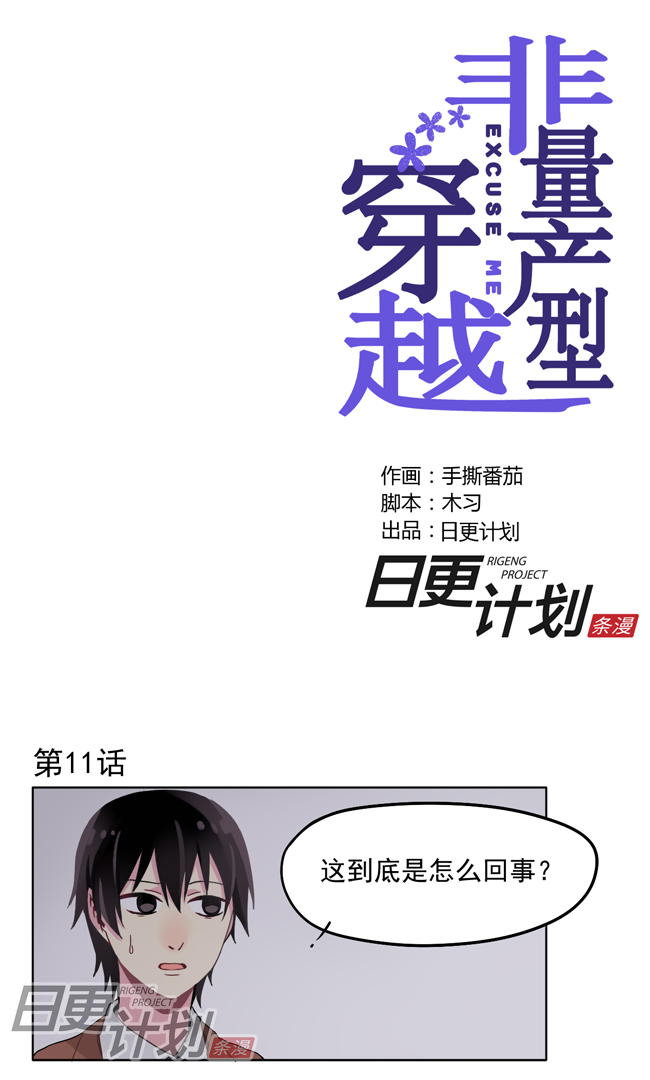 非量产型
穿越
EXCUSE ME
作画：手撕番茄
脚本：木习
出品：日更计划
日更计划
RIGENG
PROJECT
条漫
第11话
这到底是怎么回事？
日更计划
RIGENG
PROJECT
条漫